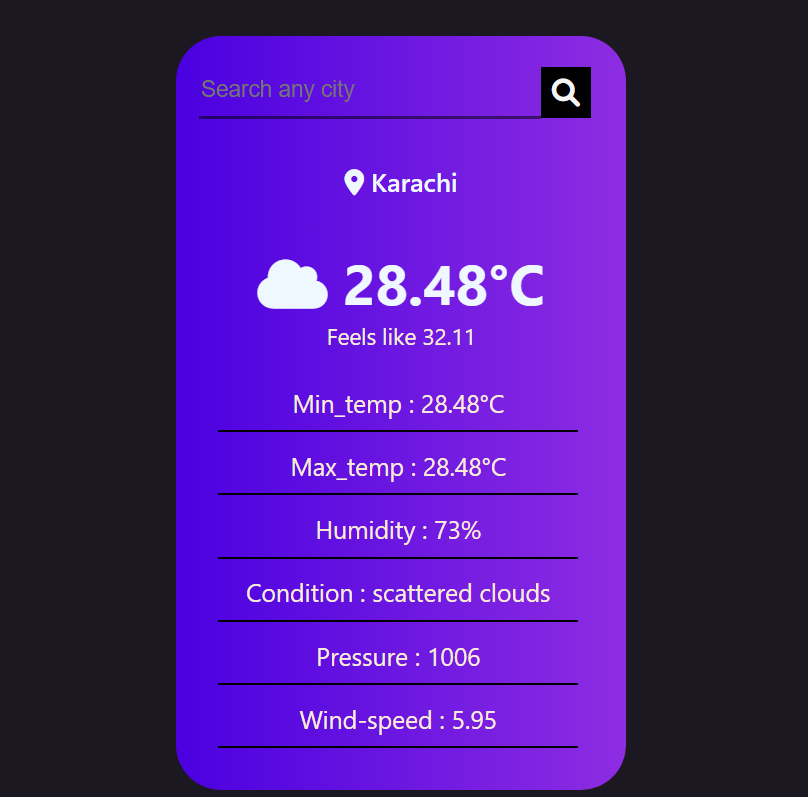 Search any city
Karachi
28.48°C
Feels like 32.11
Min_temp : 28.48°C
Max_temp : 28.48°C
Humidity : 73%
Condition : scattered clouds
Pressure : 1006
Wind-speed : 5.95